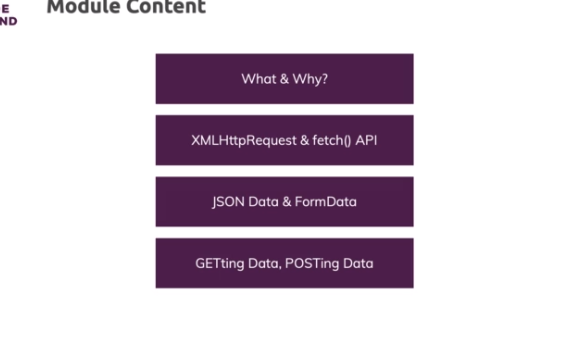 Module Content
What & Why?
XMLHttpRequest & fetch() API
JSON Data & FormData
GETting Data, POSTing Data